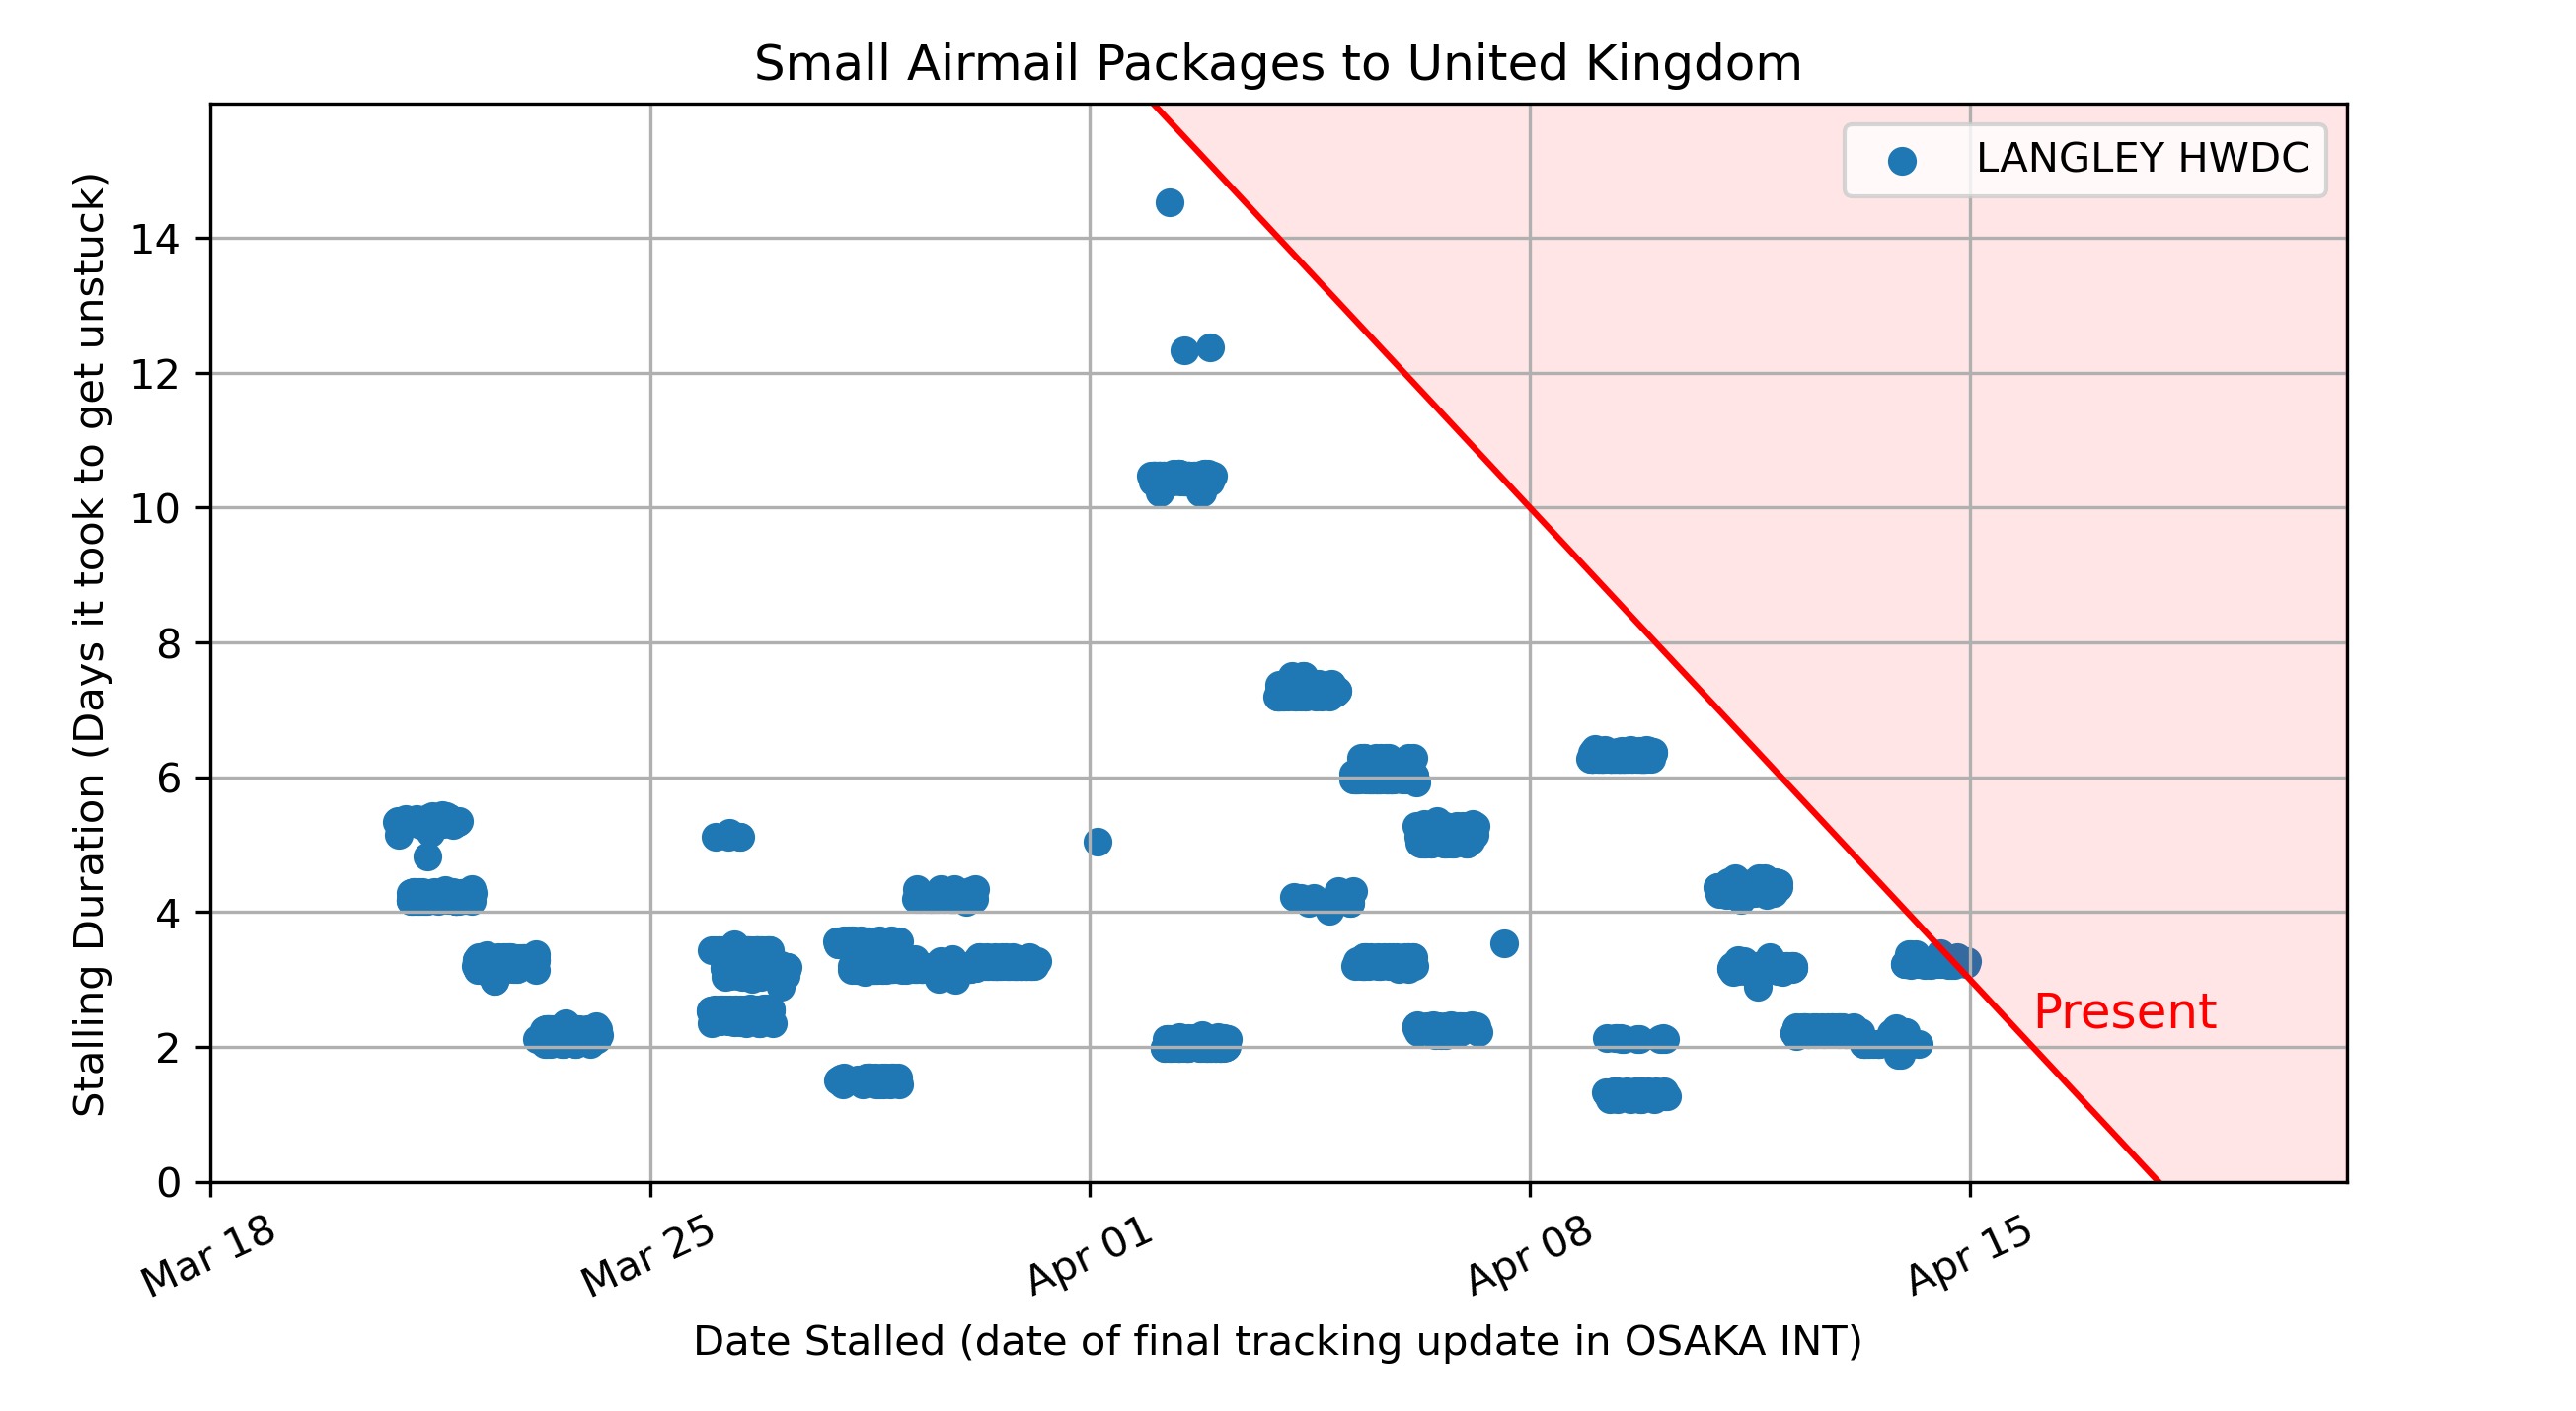 Small Airmail Packages to United Kingdom
LANGLEY HWDC
Stalling Duration (Days it took to get unstuck)
14
12
10
8
6
4
2
0
Present
Mar 18
Mar 25
Apr 01
Apr 08
Apr 15
Date Stalled (date of final tracking update in OSAKA INT)